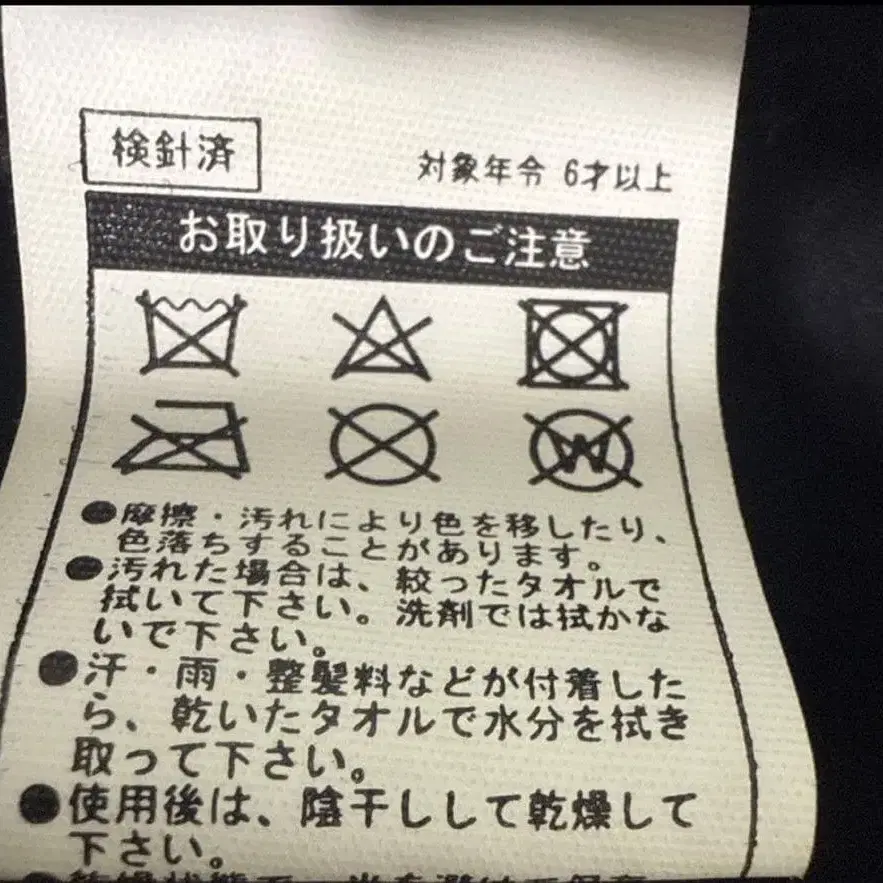 検針済
対象年令 6才以上
お取り扱いのご注意
W
●摩擦・汚れにより色を移したり、
色落ちすることがあります。
●汚れた場合は、絞ったタオルで
拭いて下さい。洗剤では拭かな
いで下さい。
●汗・雨・整髪料などが付着した
ら、乾いたタオルで水分を拭き
取って下さい。
●使用後は、陰干しして乾燥して
下さい。